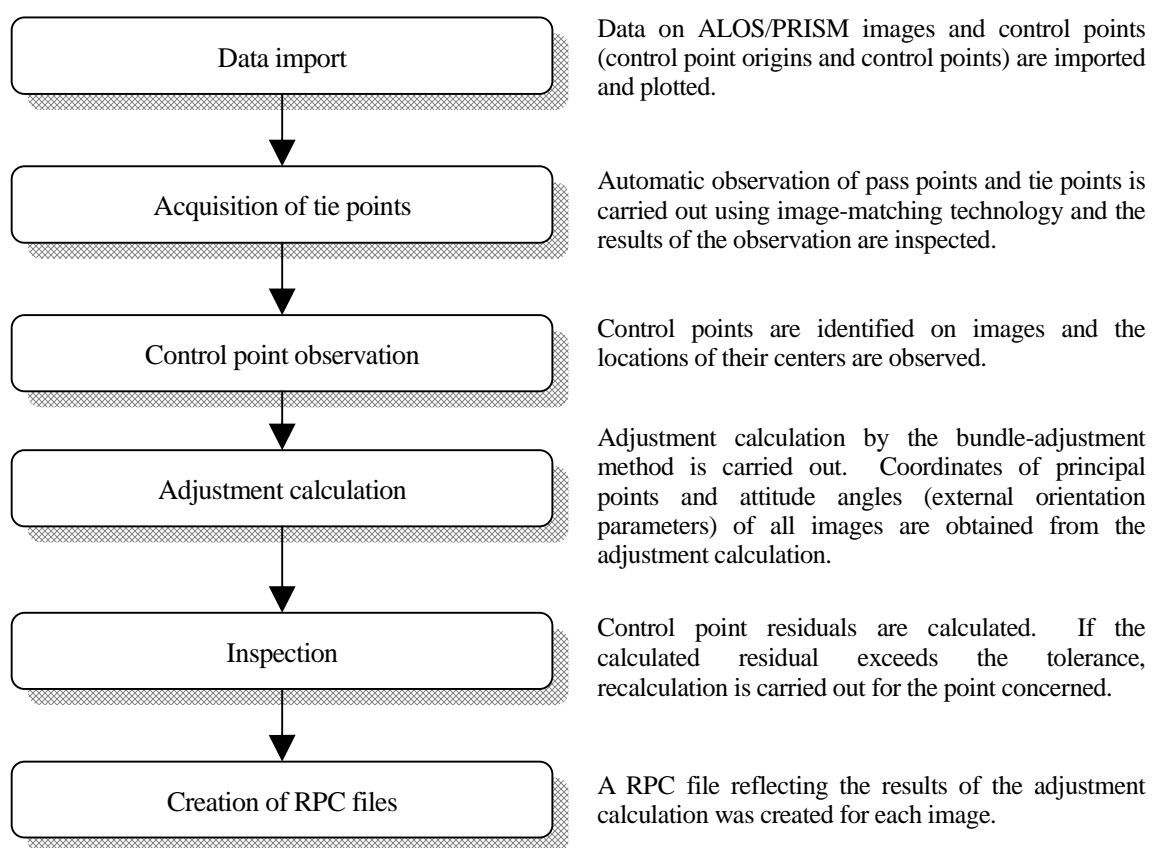 Data import
Data on ALOS/PRISM images and control points
(control point origins and control points) are imported
and plotted.
Acquisition of tie points
Automatic observation of pass points and tie points is
carried out using image-matching technology and the
results of the observation are inspected.
Control point observation
Control points are identified on images and the
locations of their centers are observed.
Adjustment calculation
Adjustment calculation by the bundle-adjustment
method is carried out. Coordinates of principal
points and attitude angles (external orientation
parameters) of all images are obtained from the
adjustment calculation.
Inspection
Control point residuals are calculated. If the
calculated residual exceeds the tolerance,
recalculation is carried out for the point concerned.
Creation of RPC files
A RPC file reflecting the results of the adjustment
calculation was created for each image.